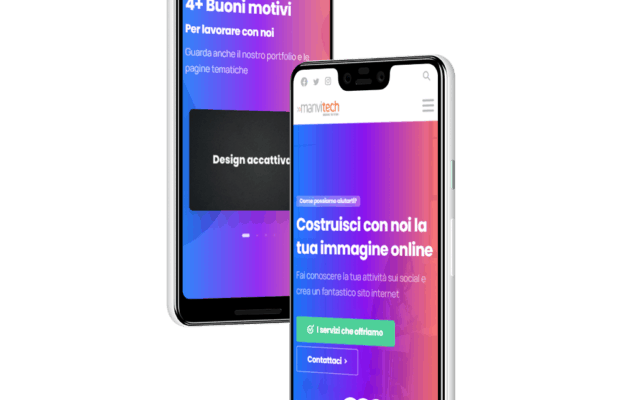 4+ Buoni motivi
Per lavorare con noi
Guarda anche il nostro portfolio e le
pagine tematiche
Design accattiva
manvitech
Come possiamo aiutarti?
Costruisci con noi la
tua immagine online
Fai conoscere la tua attività sui social e
crea un fantastico sito internet
I servizi che offriamo
Contattaci >